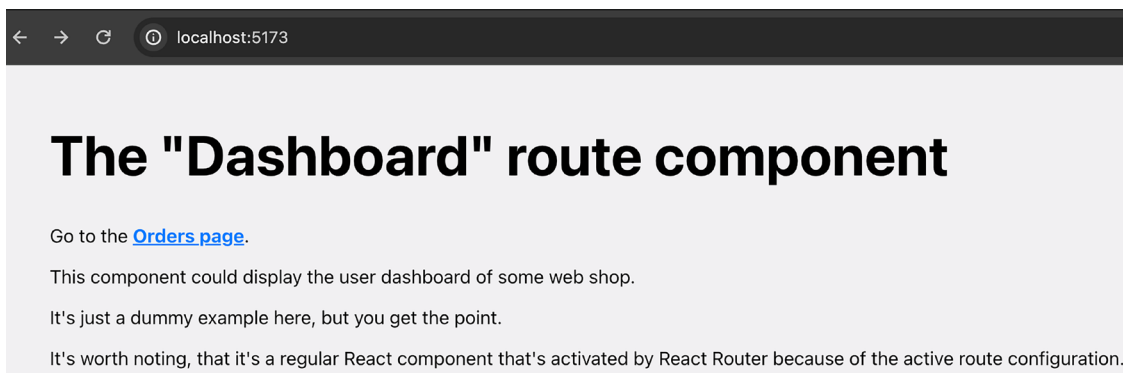 localhost:5173
The "Dashboard" route component
Go to the Orders page.
This component could display the user dashboard of some web shop.
It's just a dummy example here, but you get the point.
It's worth noting, that it's a regular React component that's activated by React Router because of the active route configuration.